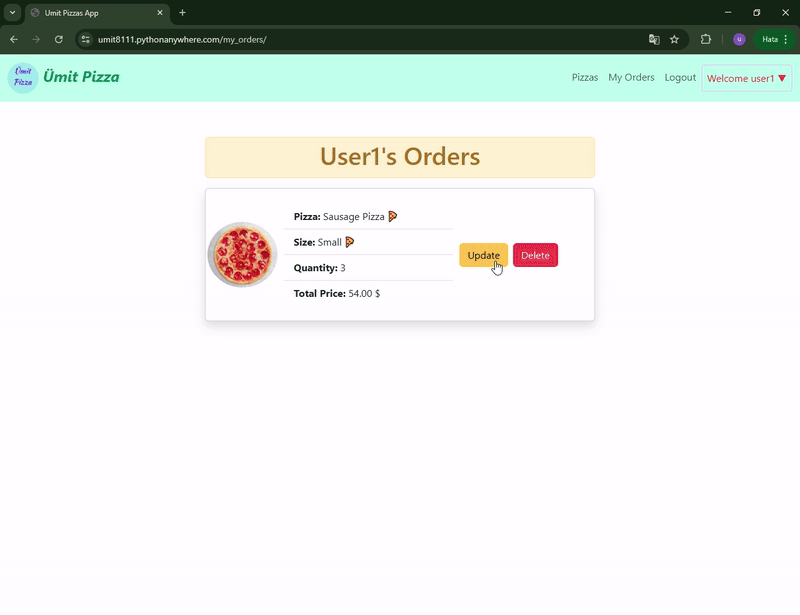 Ümit Pizzas App
umit8111.pythonanywhere.com/my_orders/
u
Hata
Ümit
Pizza
Ümit Pizza
Pizzas My Orders Logout Welcome user1 ▼
User1's Orders
Pizza: Sausage Pizza 🍕
Size: Small 🍕
Quantity: 3
Total Price: 54.00 $
Update Delete